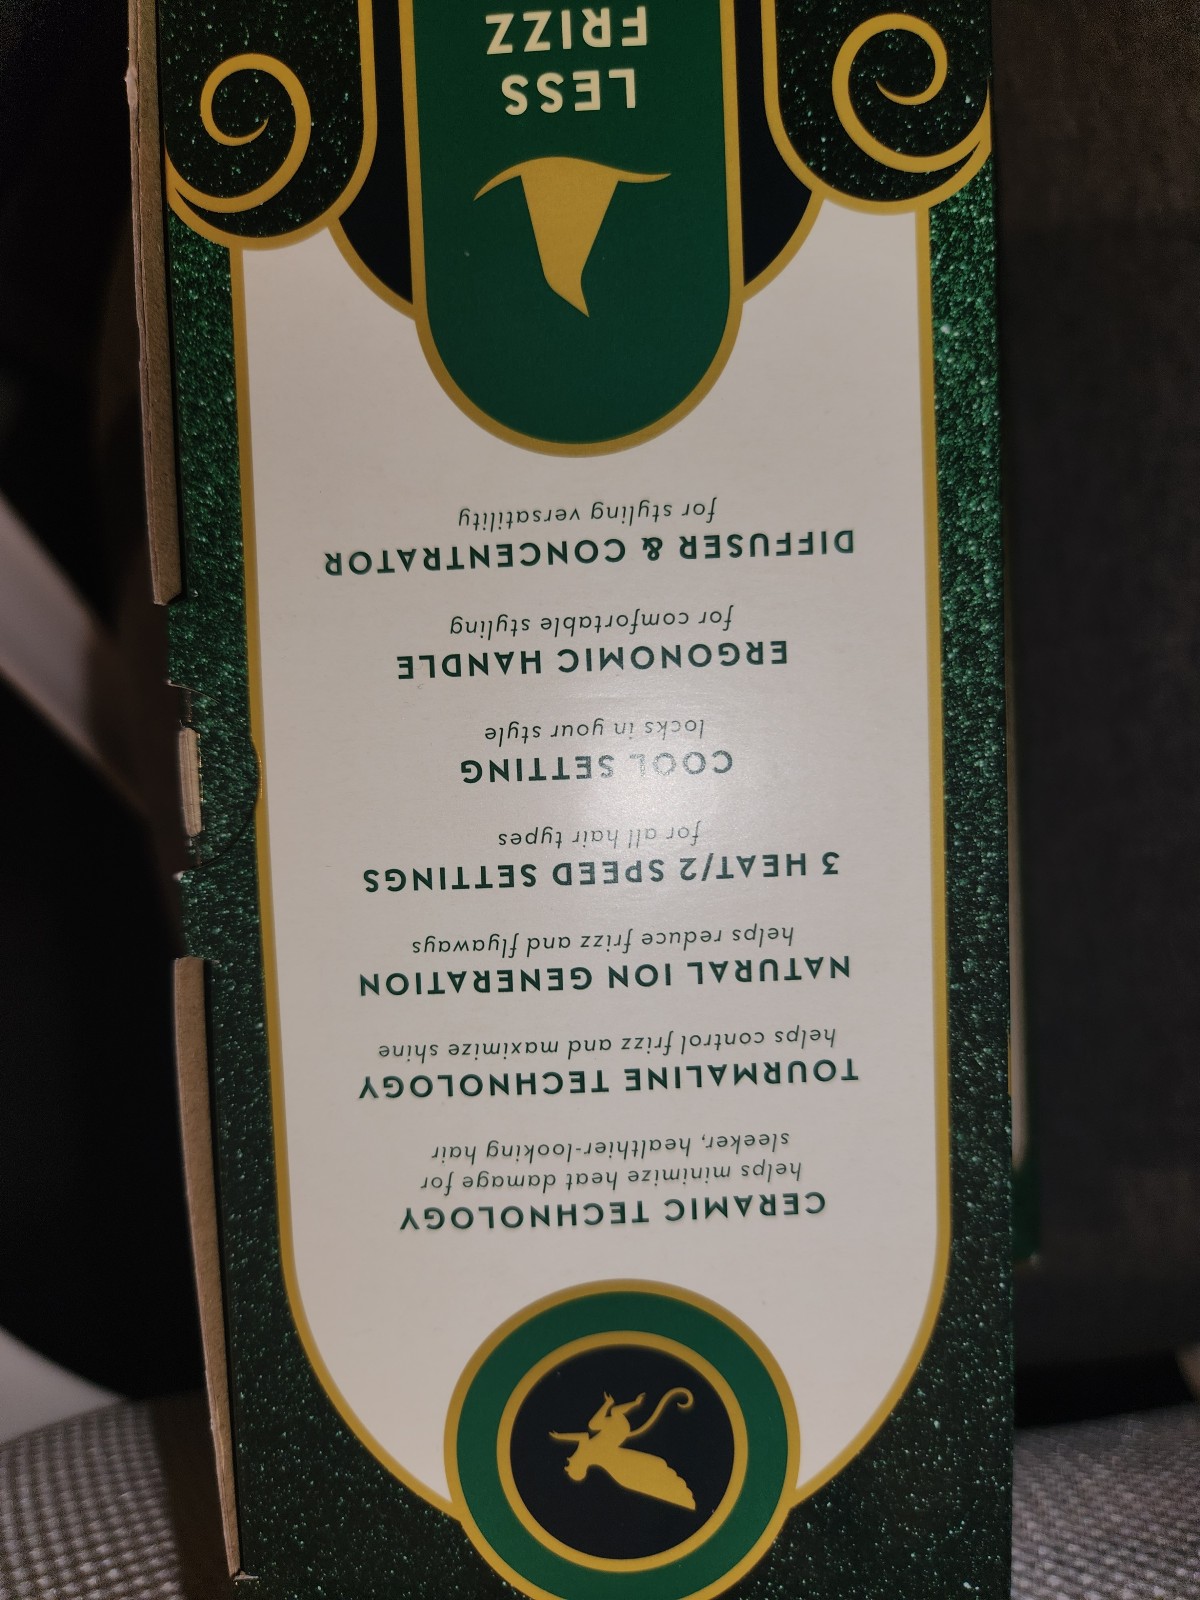 CERAMIC TECHNOLOGY
helps minimize heat damage for
sleeker, healthier-looking hair
TOURMALINE TECHNOLOGY
helps control frizz and maximize shine
NATURAL ION GENERATION
helps reduce frizz and flyaways
3 HEAT/2 SPEED SETTINGS
for all hair types
COOL SETTING
locks in your style
ERGONOMIC HANDLE
for comfortable styling
DIFFUSER & CONCENTRATOR
for styling versatility
LESS
FRIZZ